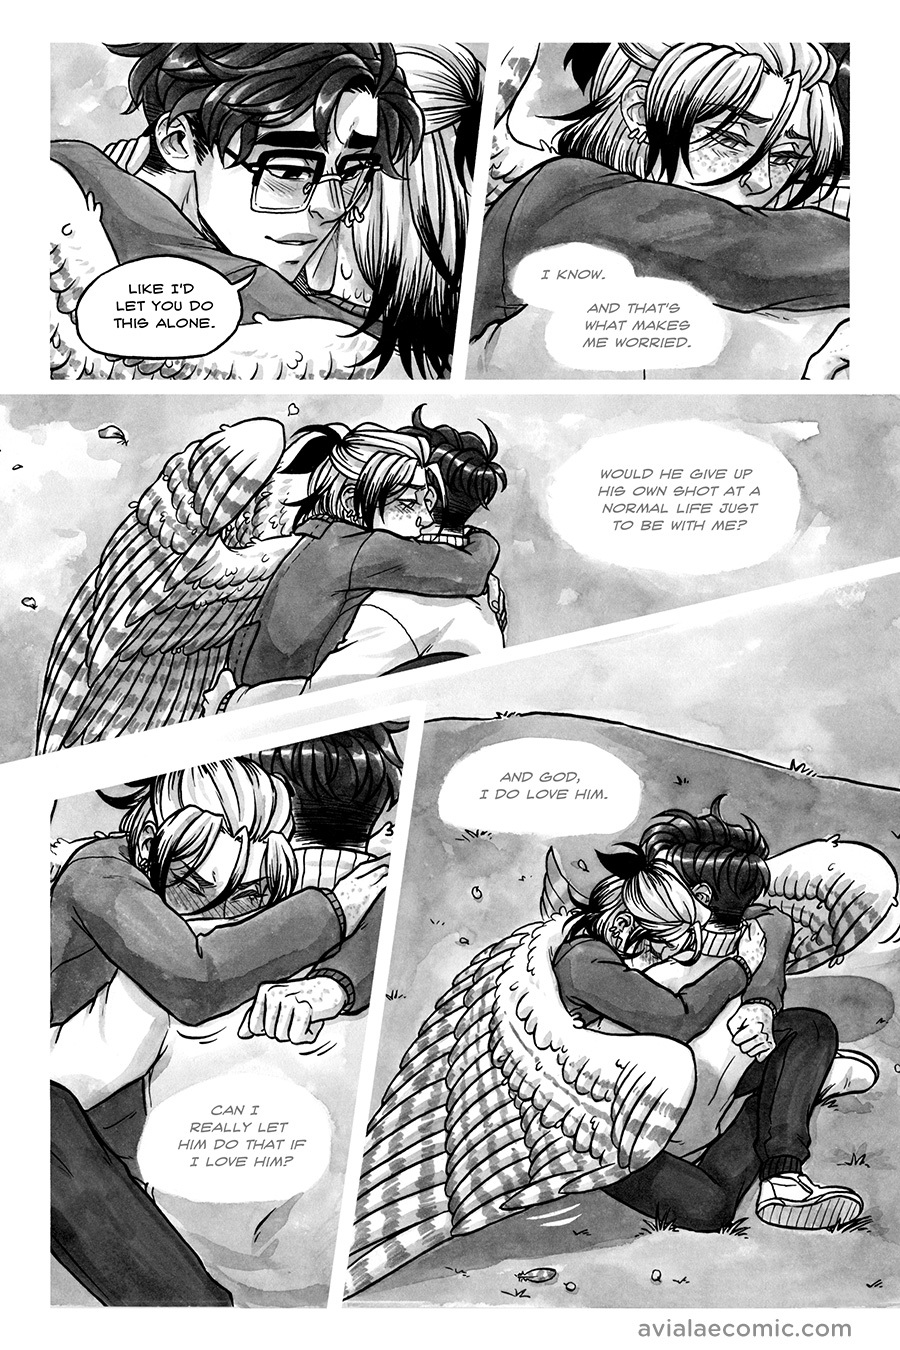 LIKE I'D
LET YOU DO
THIS ALONE.
I KNOW.
AND THAT'S
WHAT MAKES
ME WORRIED.
WOULD HE GIVE UP
HIS OWN SHOT AT A
NORMAL LIFE JUST
TO BE WITH ME?
CAN I
REALLY LET
HIM DO THAT IF
I LOVE HIM?
AND GOD,
I DO LOVE HIM.
avialaecomic.com